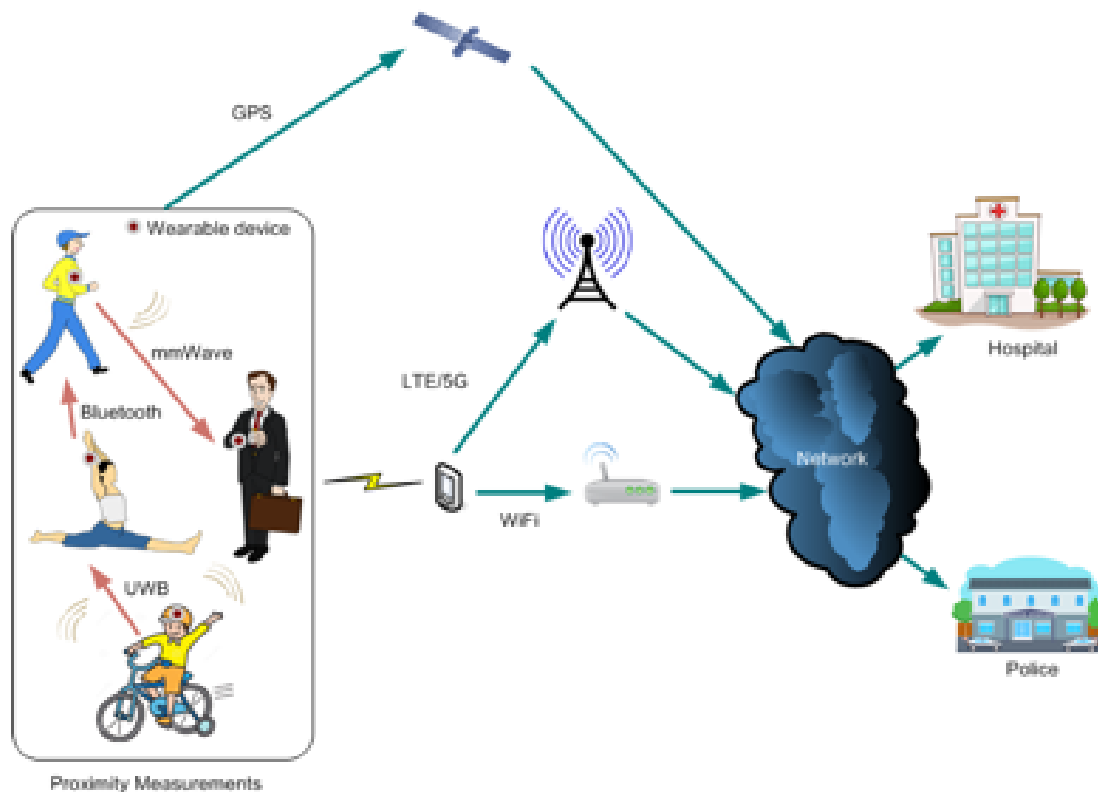 GPS
Wearable device
mmWave
Bluetooth
UWB
Proximity Measurements
LTE/5G
WiFi
Network
Hospital
Police